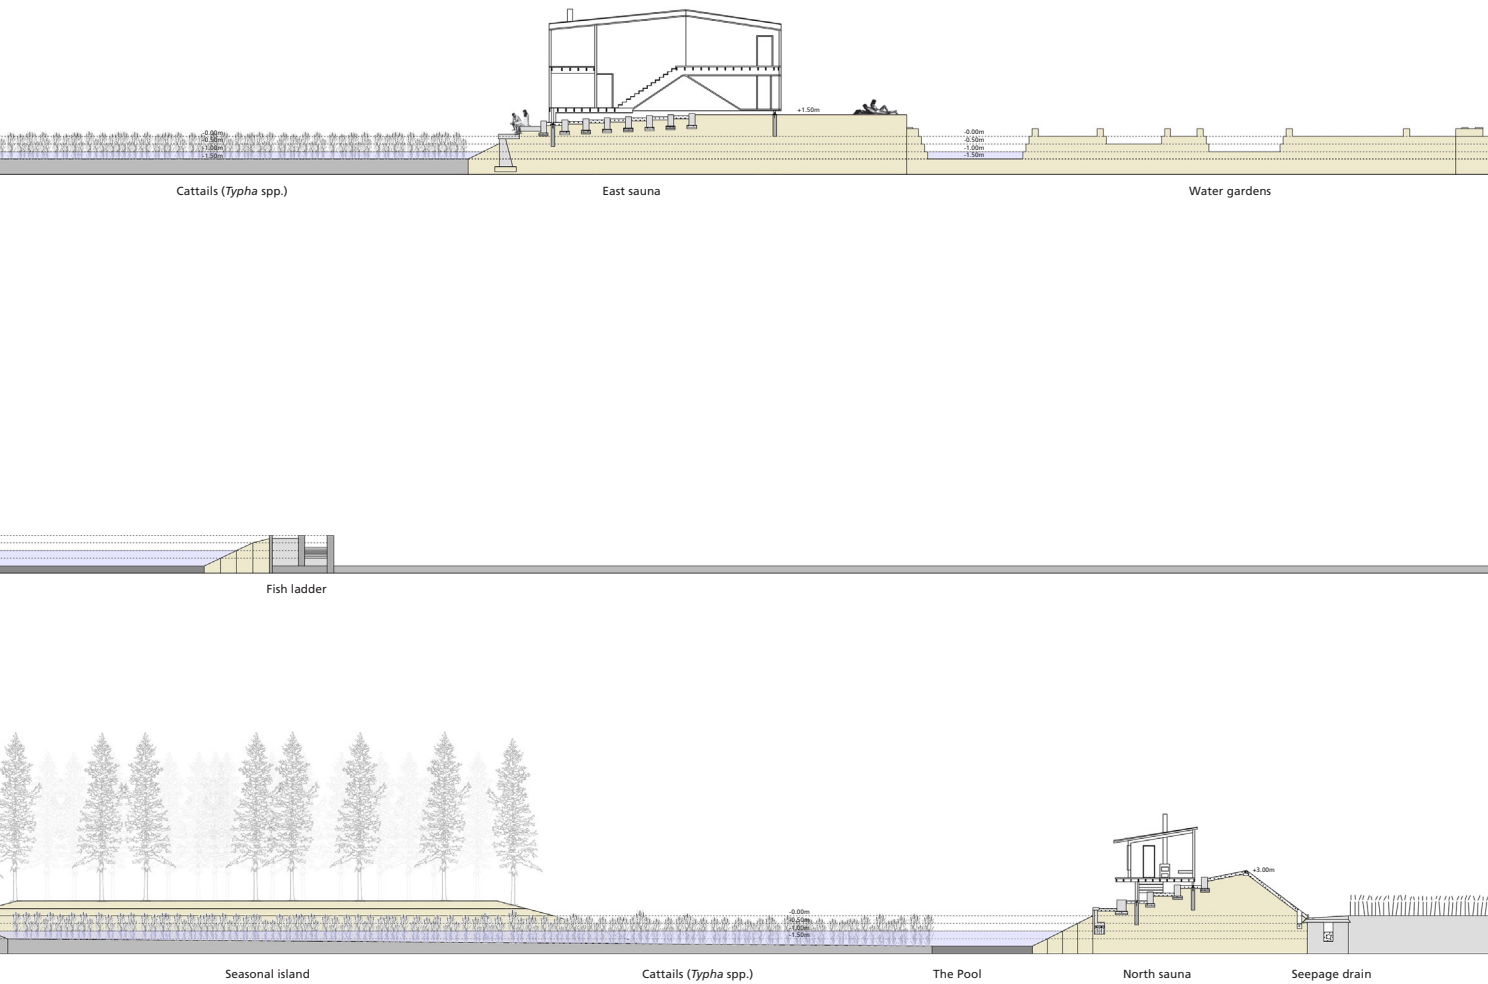 +1.50m
-0.00m
-0.50m
-1.00m
-1.50m
-0.00m
-0.50m
-1.00m
-1.50m
Cattails (Typha spp.)
East sauna
Water gardens
Fish ladder
+3.00m
-0.00m
-0.50m
-1.00m
-1.50m
Seasonal island
Cattails (Typha spp.)
The Pool
North sauna
Seepage drain